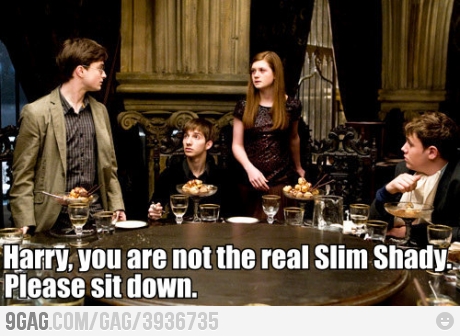 Harry, you are not the real Slim Shady.
Please sit down.
9GAG.COM/GAG/3936735